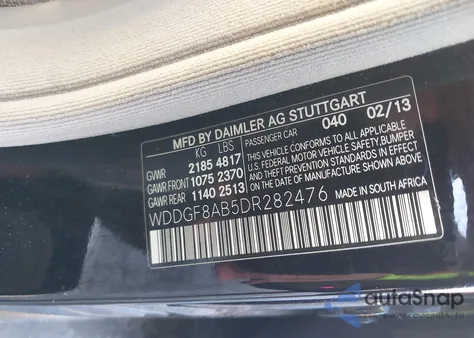 MFD BY DAIMLER AG STUTTGART
KG LBS
GVWR 2185 4817
GAWR FRONT 1075 2370
GAWR REAR 1140 2513
PASSENGER CAR 040 02/13
THIS VEHICLE CONFORMS TO ALL APPLICABLE
U.S. FEDERAL MOTOR VEHICLE SAFETY, BUMPER,
AND THEFT PREVENTION STANDARDS IN EFFECT
ON THE DATE OF MANUFACTURE SHOWN ABOVE
WDDGF8AB5DR282476 MADE IN SOUTH AFRICA
autoSnap